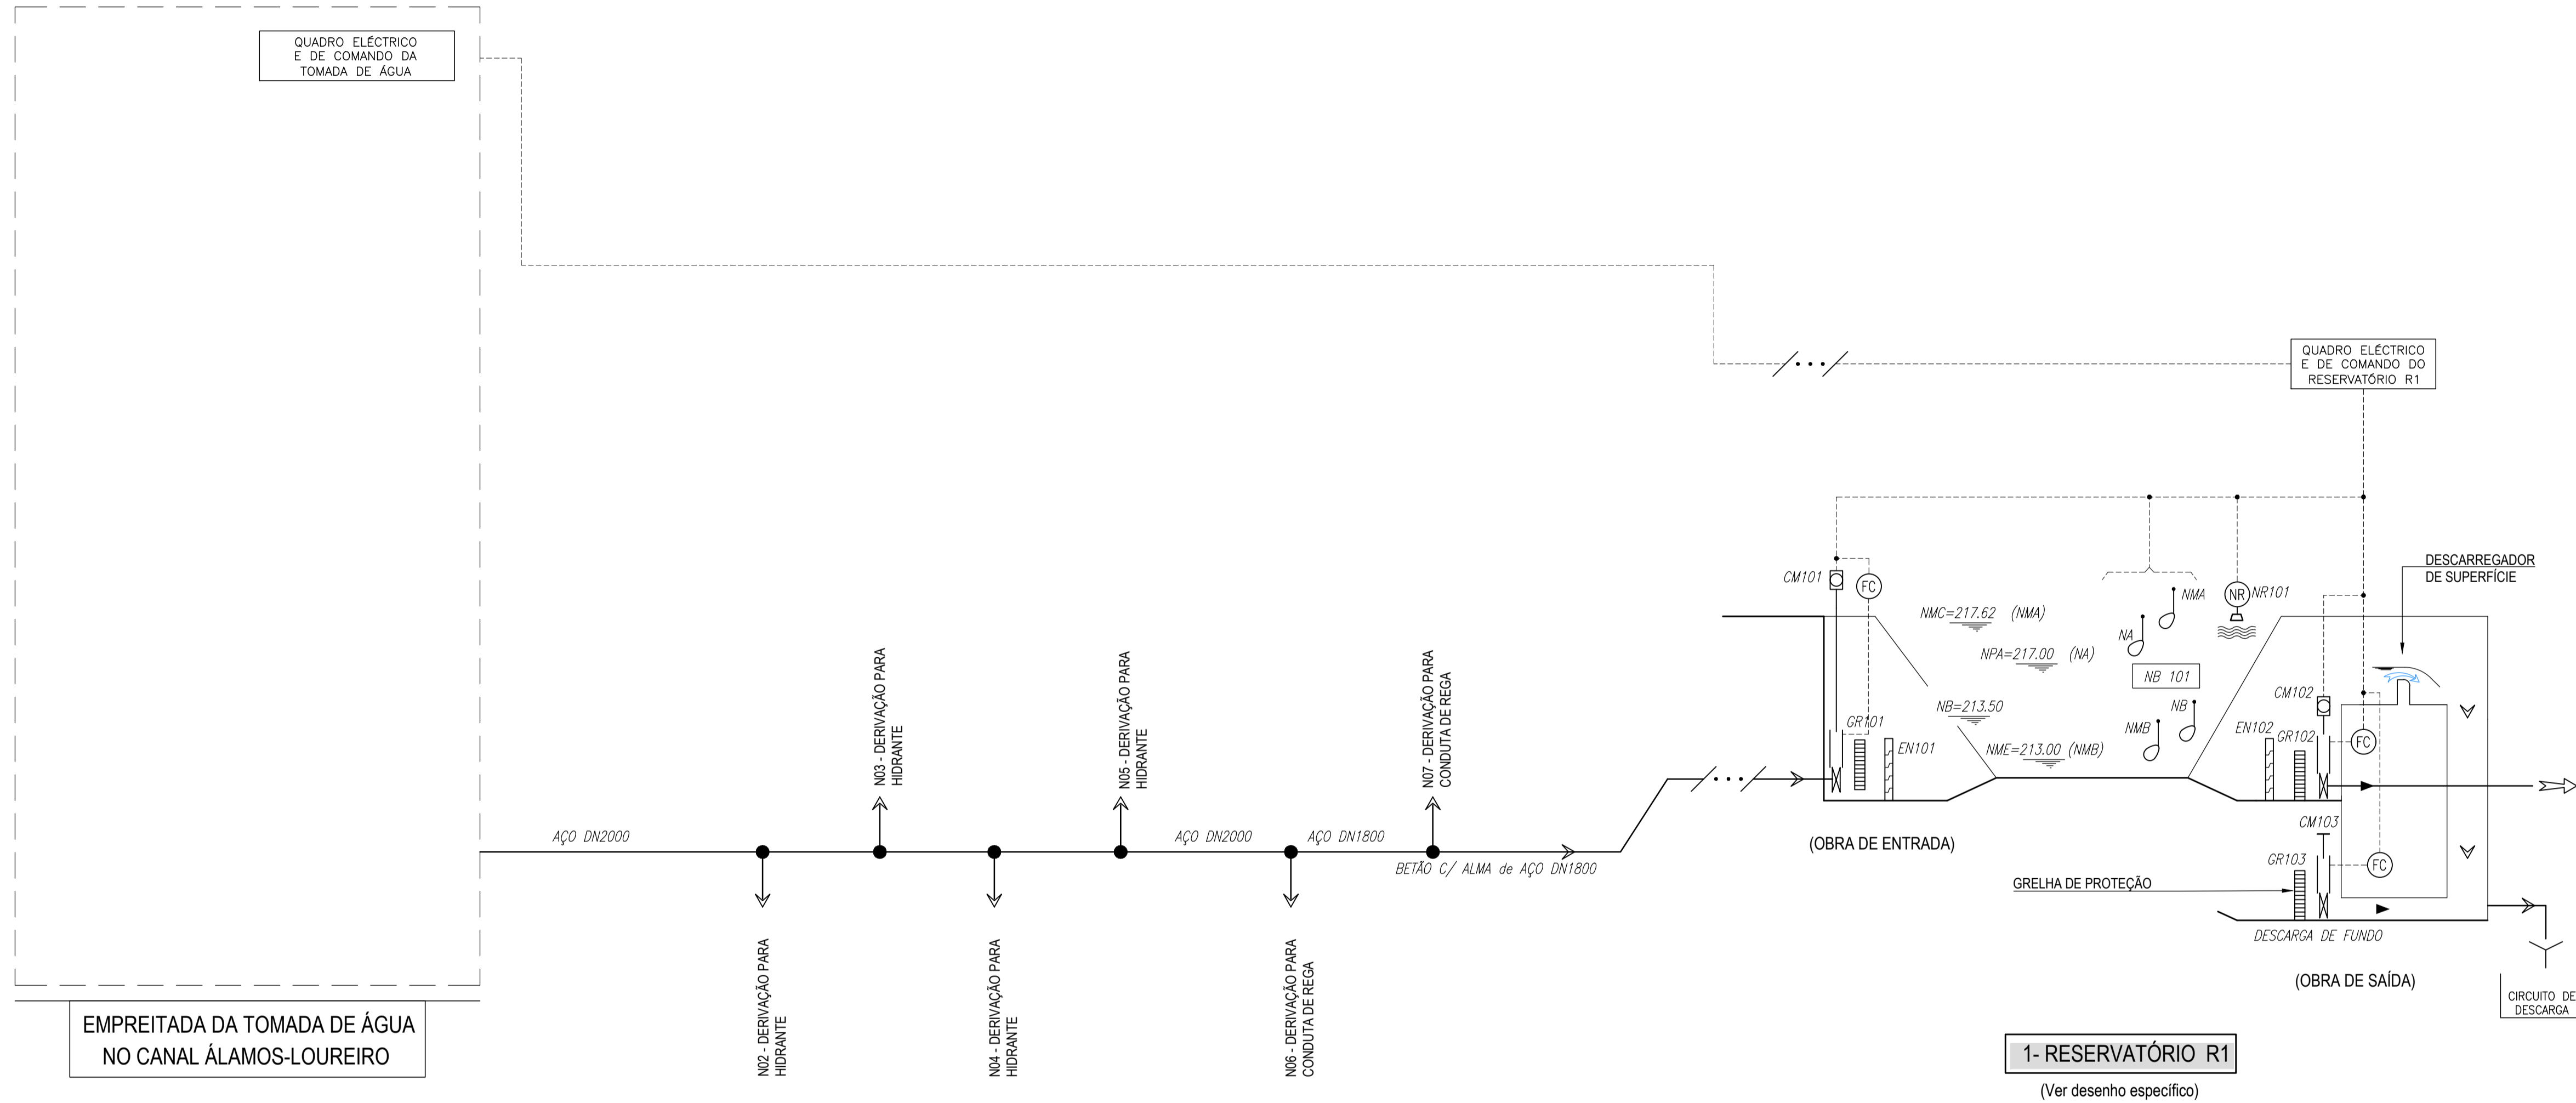 QUADRO ELÉCTRICO
E DE COMANDO DA
TOMADA DE ÁGUA
QUADRO ELÉCTRICO
E DE COMANDO DO
RESERVATÓRIO R1
DESCARREGADOR
DE SUPERFÍCIE
CM101
FC
NMC=217.62 (NMA)
NMA
NR
NR101
NA
NPA=217.00 (NA)
NB 101
CM102
NB=213.50
NB
GR101
NMB
EN102
GR102
FC
EN101
NME=213.00 (NMB)
N03 - DERIVAÇÃO PARA
HIDRANTE
N05 - DERIVAÇÃO PARA
HIDRANTE
N07 - DERIVAÇÃO PARA
CONDUTA DE REGA
AÇO DN2000
AÇO DN2000
AÇO DN1800
BETÃO C/ ALMA de AÇO DN1800
(OBRA DE ENTRADA)
CM103
GR103
FC
GRELHA DE PROTEÇÃO
DESCARGA DE FUNDO
(OBRA DE SAÍDA)
CIRCUITO DE
DESCARGA
N02 - DERIVAÇÃO PARA
HIDRANTE
N04 - DERIVAÇÃO PARA
HIDRANTE
N06 - DERIVAÇÃO PARA
CONDUTA DE REGA
EMPREITADA DA TOMADA DE ÁGUA
NO CANAL ÁLAMOS-LOUREIRO
1- RESERVATÓRIO R1
(Ver desenho específico)